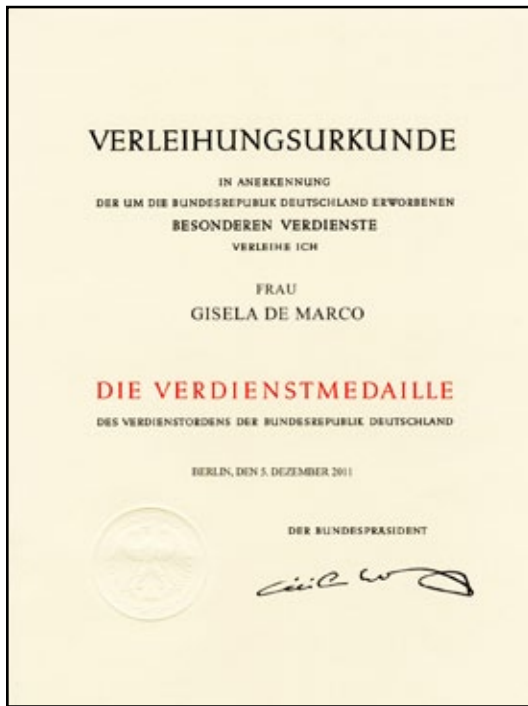 VERLEIHUNGSURKUNDE
IN ANERKENNUNG
DER UM DIE BUNDESREPUBLIK DEUTSCHLAND ERWORBENEN
BESONDEREN VERDIENSTE
VERLEIHE ICH
FRAU
GISELA DE MARCO
DIE VERDIENSTMEDAILLE
DES VERDIENSTORDENS DER BUNDESREPUBLIK DEUTSCHLAND
BERLIN, DEN 5. DEZEMBER 2011
DER BUNDESPRÄSIDENT